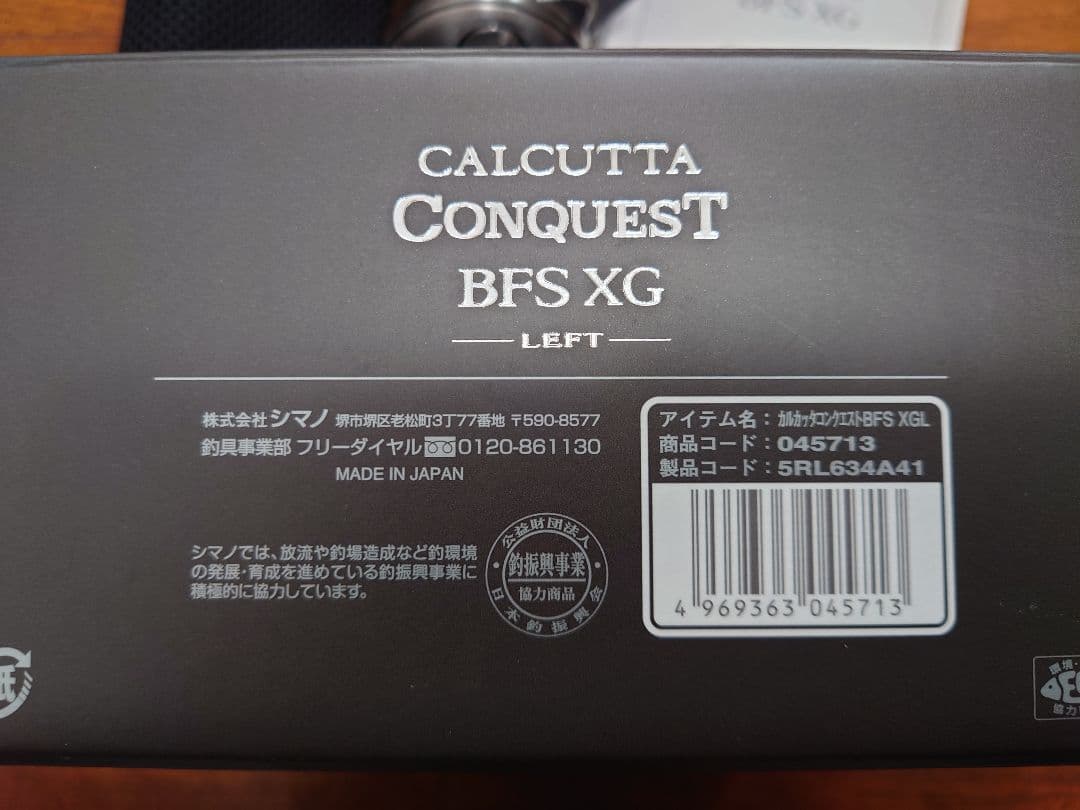 BFS XG
CALCUTTA
CONQUEST
BFS XG
LEFT
株式会社シマノ 堺市堺区老松町3丁77番地 〒590-8577
釣具事業部 フリーダイヤル 0120-861130
MADE IN JAPAN
シマノでは、放流や釣場造成など釣環境
の発展・育成を進めている釣振興事業に
積極的に協力しています。
公益財団法人
釣振興事業
協力商品
日本釣振興会
アイテム名：カルカッタコンクエストBFS XGL
商品コード：045713
製品コード：5RL634A41
4 969363 045713
紙
環境・
協力